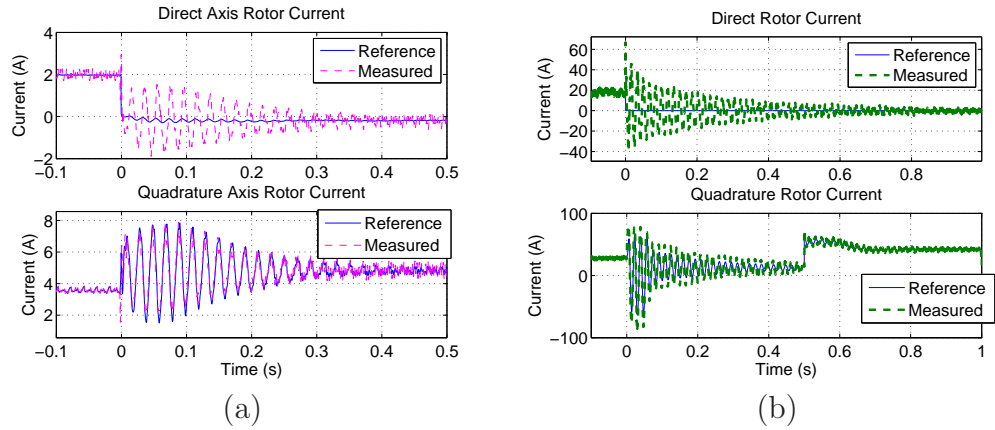 Direct Axis Rotor Current
4
2
0
−2
Current (A)
Reference
Measured
−0.1 0 0.1 0.2 0.3 0.4 0.5
Quadrature Axis Rotor Current
8
6
4
2
Current (A)
Reference
Measured
−0.1 0 0.1 0.2 0.3 0.4 0.5
Time (s)
(a)
Direct Rotor Current
60
40
20
0
−20
−40
Current (A)
Reference
Measured
0 0.2 0.4 0.6 0.8 1
Quadrature Rotor Current
100
0
−100
Current (A)
Reference
Measured
0 0.2 0.4 0.6 0.8 1
Time (s)
(b)